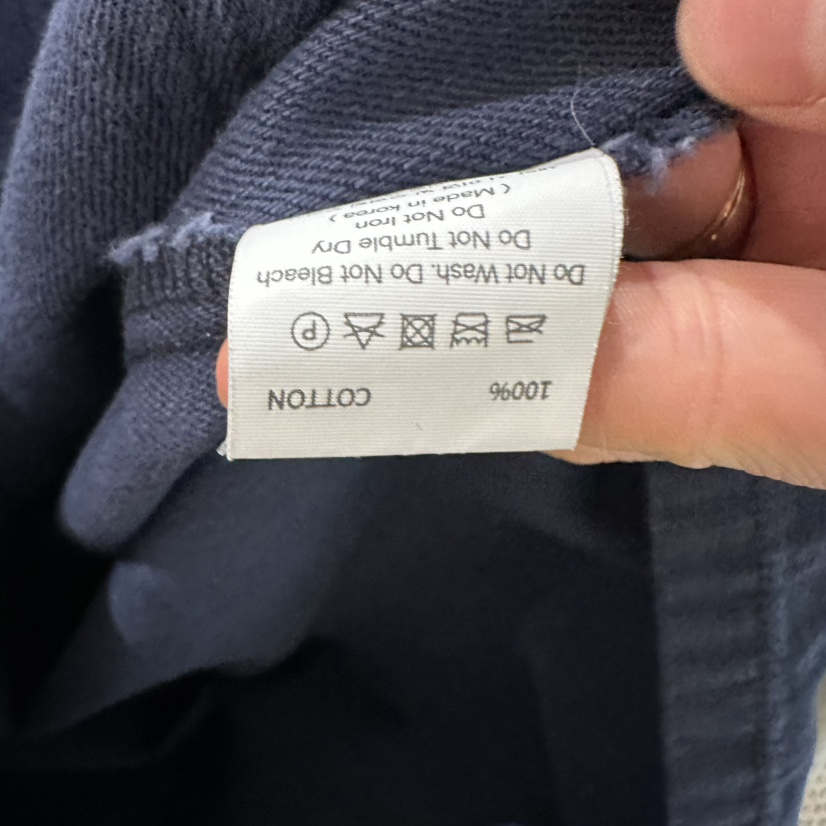 100% COTTON
Do Not Wash. Do Not Bleach
Do Not Tumble Dry
Do Not Iron
( Made in korea )